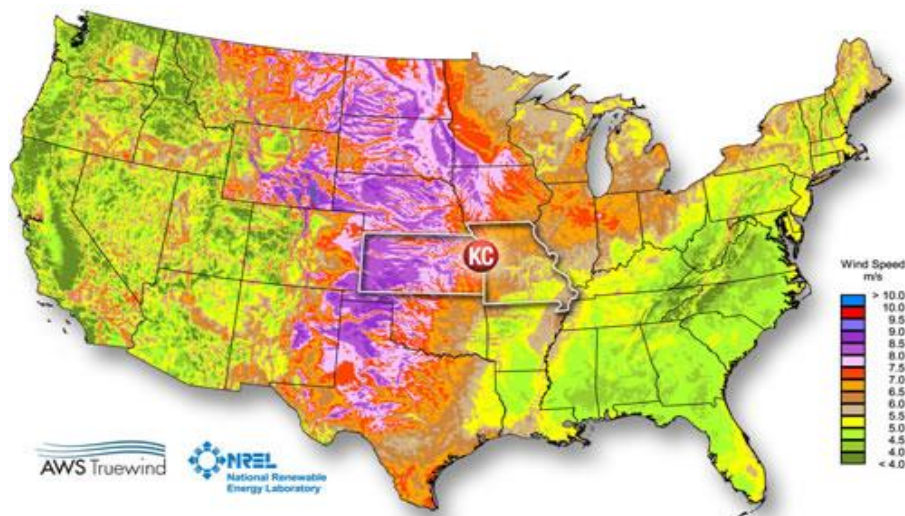 KC
Wind Speed
m/s
> 10.0
10.0
9.5
9.0
8.5
8.0
7.5
7.0
6.5
6.0
5.5
5.0
4.5
4.0
< 4.0
AWS Truewind
NREL
National Renewable
Energy Laboratory